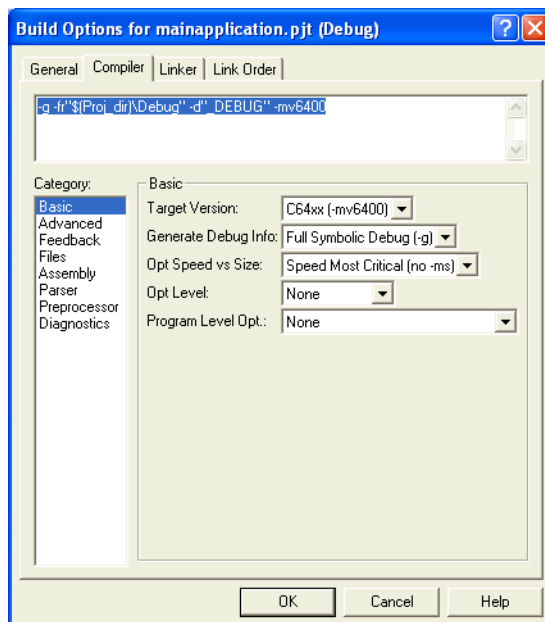 Build Options for mainapplication.pjt (Debug)
General Compiler Linker Link Order
-g -fr"$(Proj_dir)\Debug" -d"_DEBUG" -mv6400
Category:
Basic
Advanced
Feedback
Files
Assembly
Parser
Preprocessor
Diagnostics
Basic
Target Version: C64xx (-mv6400)
Generate Debug Info: Full Symbolic Debug (-g)
Opt Speed vs Size: Speed Most Critical (no -ms)
Opt Level: None
Program Level Opt.: None
OK Cancel Help